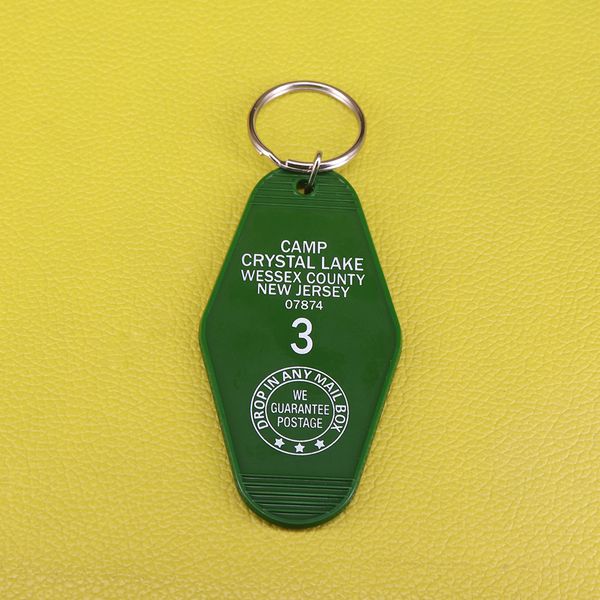 CAMP
CRYSTAL LAKE
WESSEX COUNTY
NEW JERSEY
07874
3
DROP IN ANY MAIL BOX
WE
GUARANTEE
POSTAGE